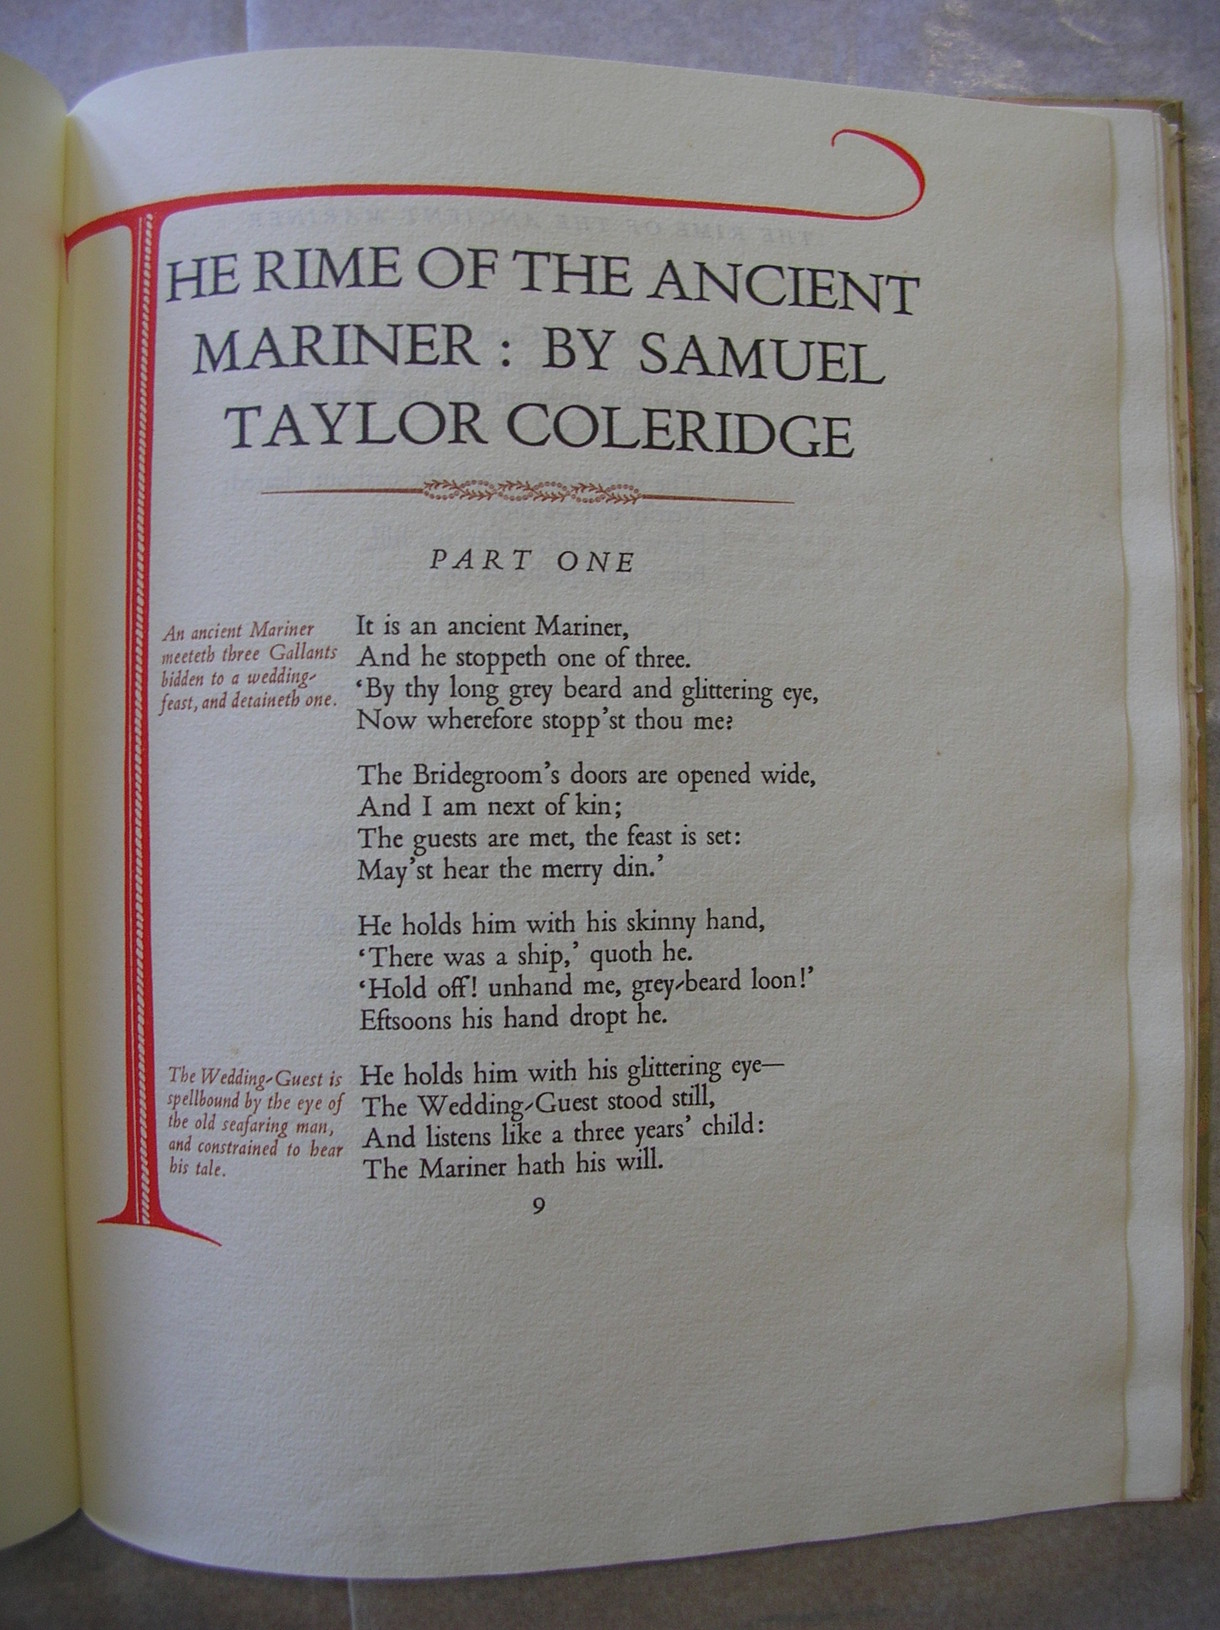 THE RIME OF THE ANCIENT
MARINER : BY SAMUEL
TAYLOR COLERIDGE
PART ONE
An ancient Mariner
meeteth three Gallants
bidden to a wedding-
feast, and detaineth one.
It is an ancient Mariner,
And he stoppeth one of three.
‘By thy long grey beard and glittering eye,
Now wherefore stopp’st thou me?
The Bridegroom’s doors are opened wide,
And I am next of kin;
The guests are met, the feast is set:
May’st hear the merry din.’
He holds him with his skinny hand,
‘There was a ship,’ quoth he.
‘Hold off! unhand me, grey-beard loon!’
Eftsoons his hand dropt he.
The Wedding-Guest is
spellbound by the eye of
the old seafaring man,
and constrained to hear
his tale.
He holds him with his glittering eye—
The Wedding-Guest stood still,
And listens like a three years’ child:
The Mariner hath his will.
9